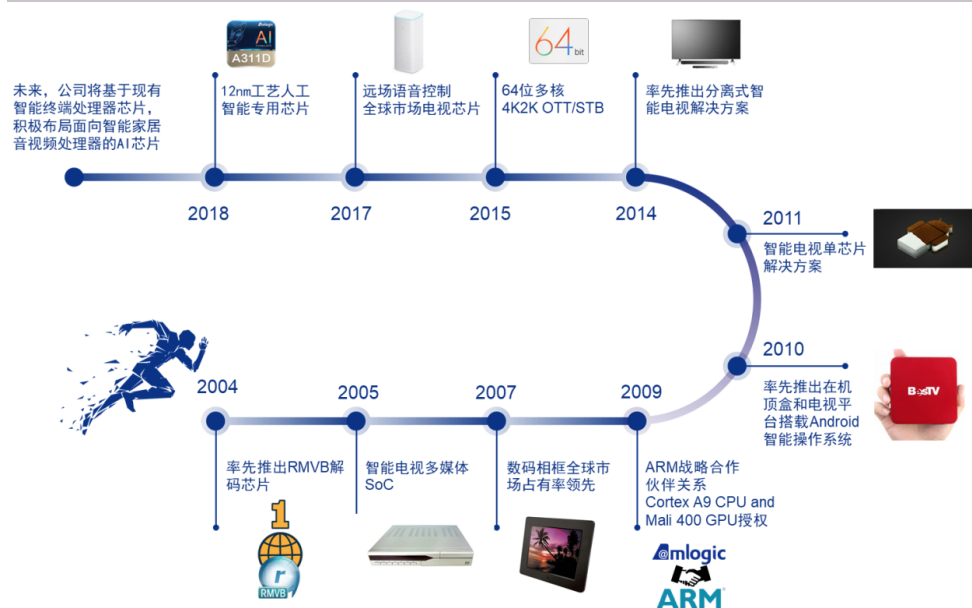 Amlogic
AI
A311D
64 bit
未来，公司将基于现有
智能终端处理器芯片，
积极布局面向智能家居
音视频处理器的AI芯片
12nm工艺人工
智能专用芯片
远场语音控制
全球市场电视芯片
64位多核
4K2K OTT/STB
率先推出分离式智
能电视解决方案
2018
2017
2015
2014
2011
智能电视单芯片
解决方案
2010
率先推出在机
顶盒和电视平
台搭载Android
智能操作系统
BesTV
2004
率先推出RMVB解
码芯片
1
r
RMVB
2005
智能电视多媒体
SoC
2007
数码相框全球市
场占有率领先
2009
ARM战略合作
伙伴关系
Cortex A9 CPU and
Mali 400 GPU授权
Amlogic
ARM